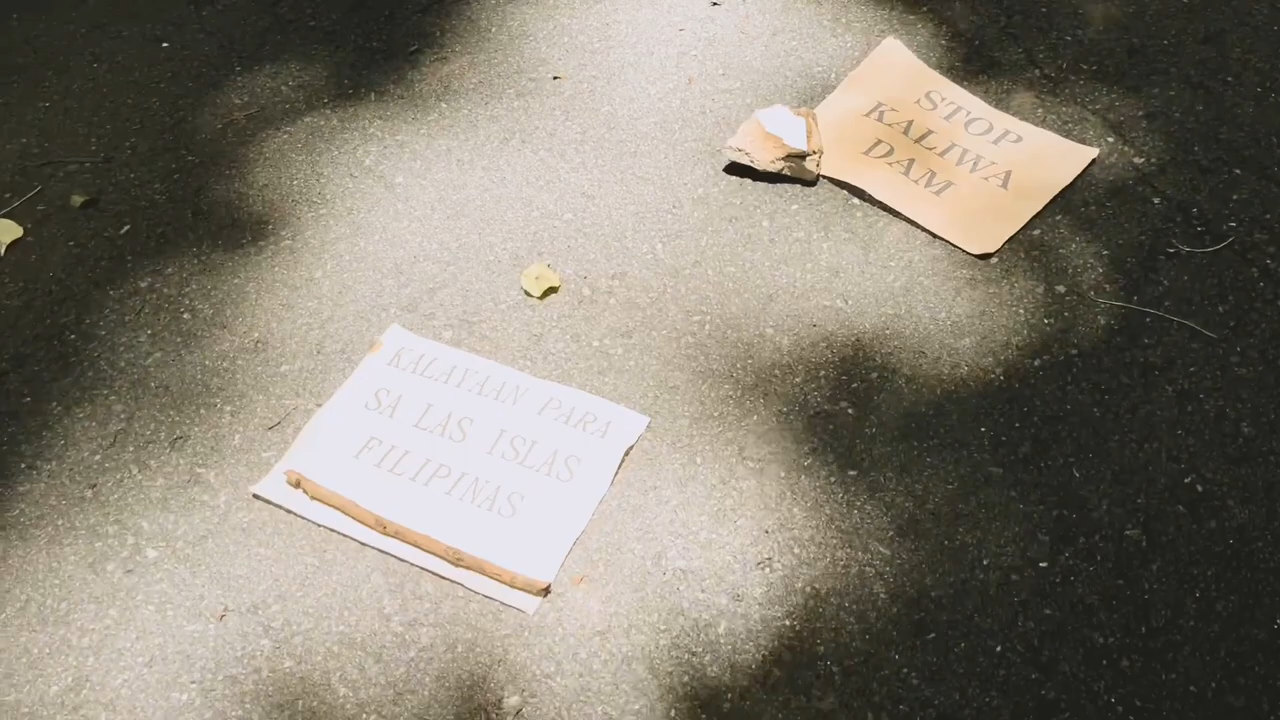 STOP
KALIWA
DAM
KALAYAAN PARA
SA LAS ISLAS
FILIPINAS